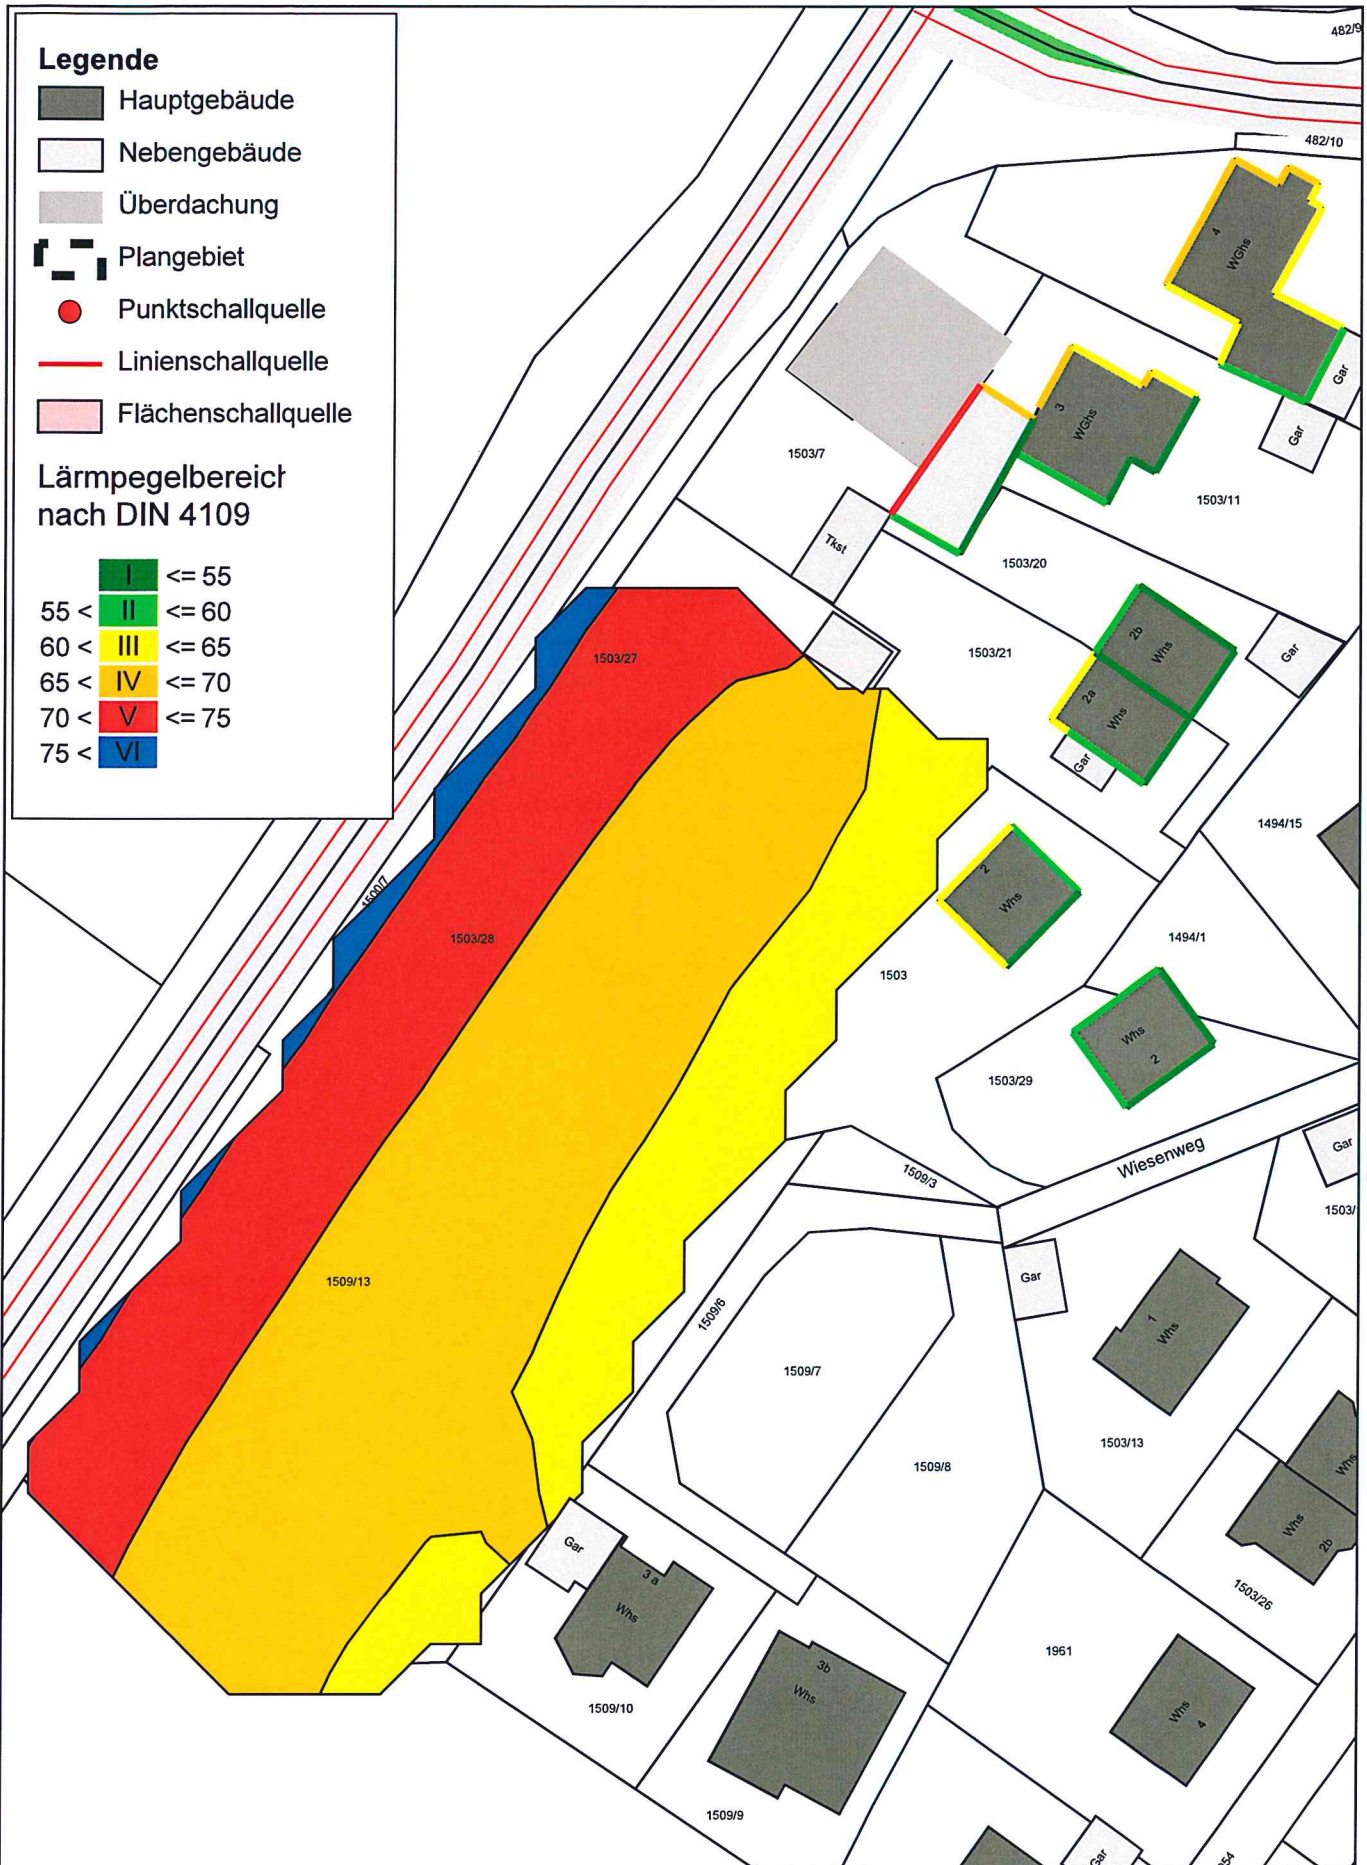 Legende
Hauptgebäude
Nebengebäude
Überdachung
Plangebiet
Punktschallquelle
Linienschallquelle
Flächenschallquelle
Lärmpegelbereich
nach DIN 4109
I <= 55
55 < II <= 60
60 < III <= 65
65 < IV <= 70
70 < V <= 75
75 < VI
482/9
482/10
4
WGhs
Gar
Gar
3
WGhs
1503/7
1503/11
Tkst
1503/20
2b
Whs
Gar
1503/27
1503/21
2a
Whs
Gar
1494/15
1500/7
2
Whs
1503/28
1494/1
1503
Whs
2
1503/29
Gar
Wiesenweg
1509/3
1503/
Gar
1509/13
1509/6
1
Whs
1509/7
1503/13
1509/8
Whs
Whs
2b
Gar
3 a
Whs
1503/26
1961
3b
Whs
1509/10
Whs
4
1509/9
Gar
54